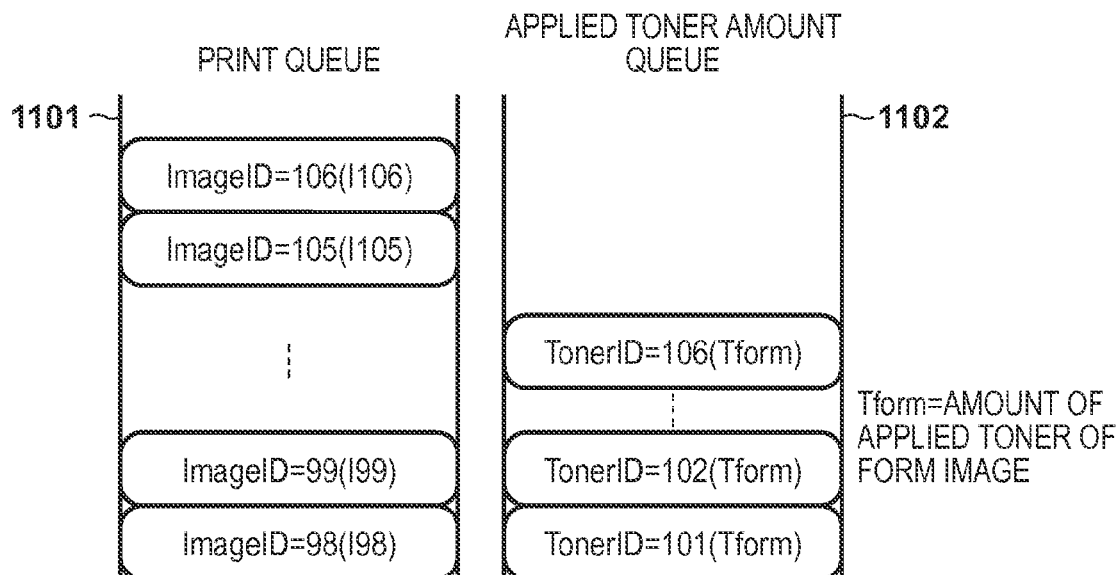 PRINT QUEUE
APPLIED TONER AMOUNT
QUEUE
1101
1102
ImageID=106(I106)
ImageID=105(I105)
TonerID=106(Tform)
Tform=AMOUNT OF
APPLIED TONER OF
FORM IMAGE
ImageID=99(I99)
TonerID=102(Tform)
ImageID=98(I98)
TonerID=101(Tform)